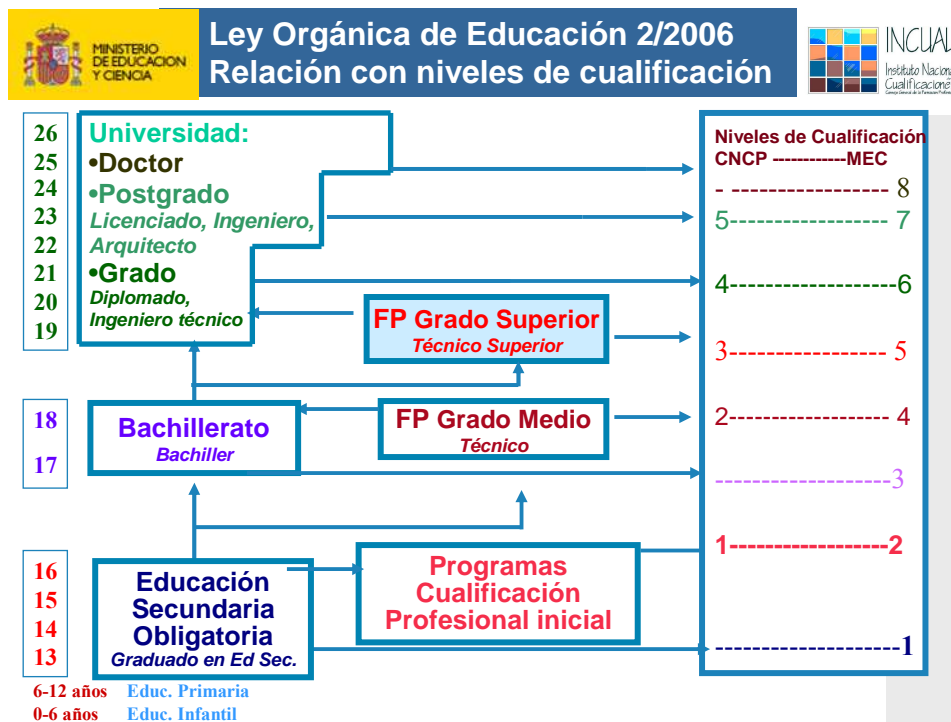 MINISTERIO
DE EDUCACION
Y CIENCIA
Ley Orgánica de Educación 2/2006
Relación con niveles de cualificación
INCUAL
Instituto Nacional
Cualificaciones
26
25
24
23
22
21
20
19
Universidad:
•Doctor
•Postgrado
Licenciado, Ingeniero,
Arquitecto
•Grado
Diplomado,
Ingeniero técnico
FP Grado Superior
Técnico Superior
18
17
Bachillerato
Bachiller
FP Grado Medio
Técnico
16
15
14
13
Educación
Secundaria
Obligatoria
Graduado en Ed Sec.
Programas
Cualificación
Profesional inicial
Niveles de Cualificación
CNCP ------------MEC
- ------------------ 8
5------------------ 7
4-------------------6
3------------------ 5
2------------------ 4
--------------------3
1------------------2
---------------------1
6-12 años Educ. Primaria
0-6 años Educ. Infantil